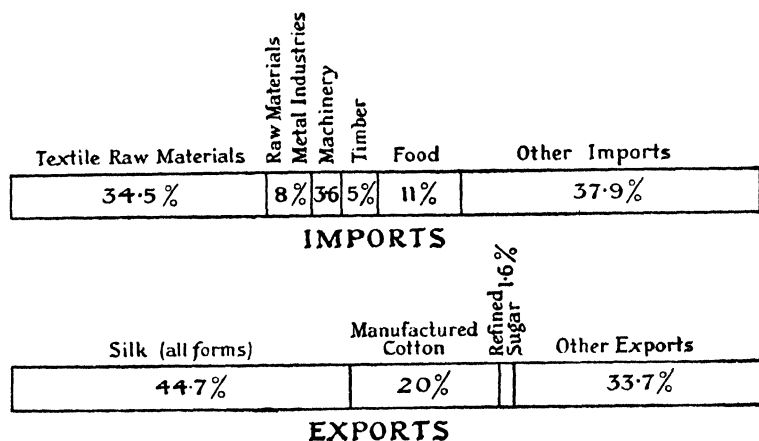 Raw Materials
Metal Industries
Machinery
Timber
Textile Raw Materials
Food
Other Imports
34·5%
8%
3·6
5%
11%
37·9%
IMPORTS
Silk (all forms)
Manufactured
Cotton
Refined
Sugar 1·6%
Other Exports
44·7%
20%
33·7%
EXPORTS